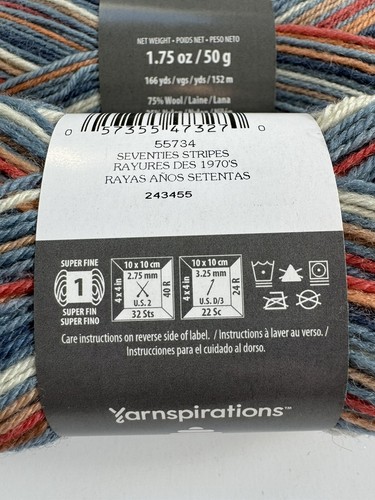 NET WEIGHT • POIDS NET • PESO NETO
1.75 oz / 50 g
166 yds / vgs / yds / 152 m
75% Wool / Laine / Lana
0 57355 47327 0
55734
SEVENTIES STRIPES
RAYURES DES 1970'S
RAYAS AÑOS SETENTAS
243455
SUPER FINE
1
SUPER FIN
SUPER FINO
10 x 10 cm
4 x 4 in
2.75 mm
U.S. 2
40 R
32 Sts
10 x 10 cm
4 x 4 in
3.25 mm
U.S. D/3
24 R
22 Sc
Care instructions on reverse side of label. / Instructions à laver au verso. /
Instrucciones para el cuidado al dorso.
Yarnspirations™